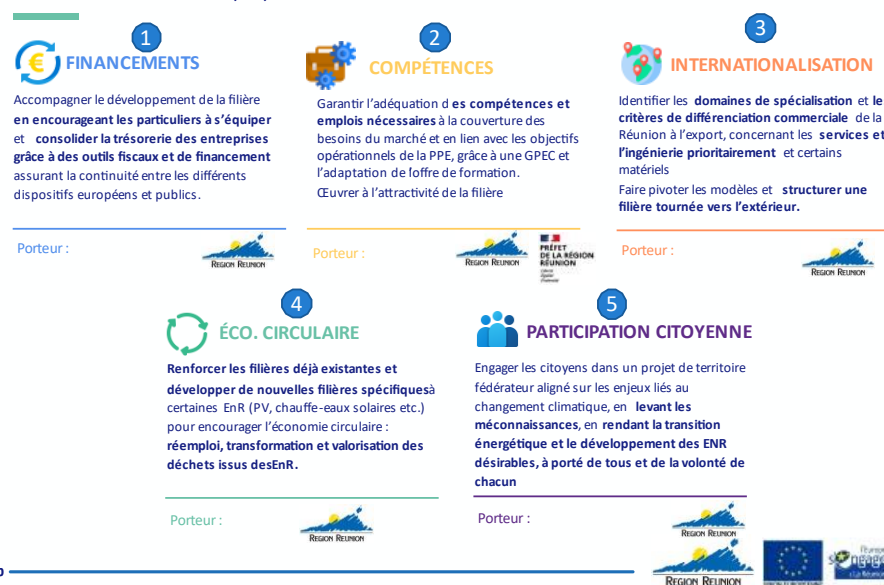 1
FINANCEMENTS
Accompagner le développement de la filière
en encourageant les particuliers à s'équiper
et consolider la trésorerie des entreprises
grâce à des outils fiscaux et de financement
assurant la continuité entre les différents
dispositifs européens et publics.
Porteur :
REGION REUNION
2
COMPÉTENCES
Garantir l'adéquation d es compétences et
emplois nécessaires à la couverture des
besoins du marché et en lien avec les objectifs
opérationnels de la PPE, grâce à une GPEC et
l'adaptation de l'offre de formation.
Œuvrer à l'attractivité de la filière
Porteur :
REGION REUNION
PRÉFET
DE LA RÉGION
RÉUNION
3
INTERNATIONALISATION
Identifier les domaines de spécialisation et le
critères de différenciation commerciale de la
Réunion à l'export, concernant les services et
l'ingénierie prioritairement et certains
matériels
Faire pivoter les modèles et structurer une
filière tournée vers l'extérieur.
Porteur :
REGION REUNION
4
ÉCO. CIRCULAIRE
Renforcer les filières déjà existantes et
développer de nouvelles filières spécifiquesà
certaines EnR (PV, chauffe-eaux solaires etc.)
pour encourager l'économie circulaire :
réemploi, transformation et valorisation des
déchets issus desEnR.
Porteur :
REGION REUNION
5
PARTICIPATION CITOYENNE
Engager les citoyens dans un projet de territoire
fédérateur aligné sur les enjeux liés au
changement climatique, en levant les
méconnaissances, en rendant la transition
énergétique et le développement des ENR
désirables, à porté de tous et de la volonté de
chacun
Porteur :
REGION REUNION
REGION REUNION